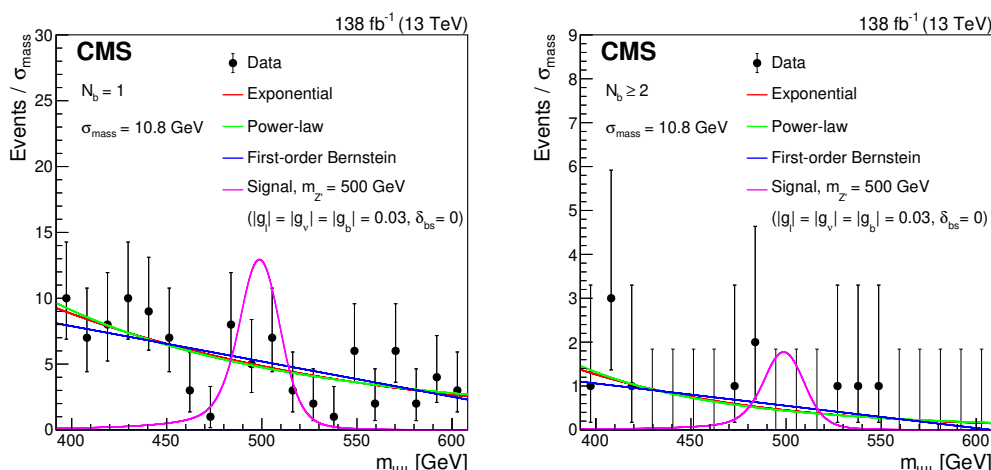 138 fb⁻¹ (13 TeV)
Events / σ_mass
30
25
20
15
10
5
0
CMS
N_b = 1
σ_mass = 10.8 GeV
Data
Exponential
Power-law
First-order Bernstein
Signal, m_Z' = 500 GeV
(|g_l| = |g_ν| = |g_b| = 0.03, δ_bs = 0)
400 450 500 550 600
m_μμ [GeV]
138 fb⁻¹ (13 TeV)
Events / σ_mass
9
8
7
6
5
4
3
2
1
0
CMS
N_b ≥ 2
σ_mass = 10.8 GeV
Data
Exponential
Power-law
First-order Bernstein
Signal, m_Z' = 500 GeV
(|g_l| = |g_ν| = |g_b| = 0.03, δ_bs = 0)
400 450 500 550 600
m_μμ [GeV]